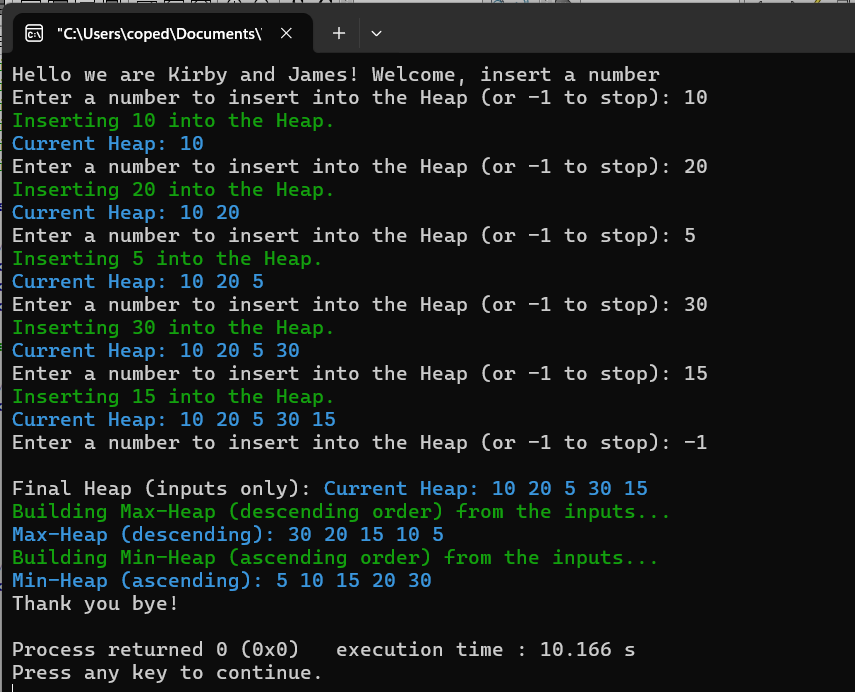 "C:\Users\coped\Documents\'
Hello we are Kirby and James! Welcome, insert a number
Enter a number to insert into the Heap (or -1 to stop): 10
Inserting 10 into the Heap.
Current Heap: 10
Enter a number to insert into the Heap (or -1 to stop): 20
Inserting 20 into the Heap.
Current Heap: 10 20
Enter a number to insert into the Heap (or -1 to stop): 5
Inserting 5 into the Heap.
Current Heap: 10 20 5
Enter a number to insert into the Heap (or -1 to stop): 30
Inserting 30 into the Heap.
Current Heap: 10 20 5 30
Enter a number to insert into the Heap (or -1 to stop): 15
Inserting 15 into the Heap.
Current Heap: 10 20 5 30 15
Enter a number to insert into the Heap (or -1 to stop): -1
Final Heap (inputs only): Current Heap: 10 20 5 30 15
Building Max-Heap (descending order) from the inputs...
Max-Heap (descending): 30 20 15 10 5
Building Min-Heap (ascending order) from the inputs...
Min-Heap (ascending): 5 10 15 20 30
Thank you bye!
Process returned 0 (0x0)   execution time : 10.166 s
Press any key to continue.